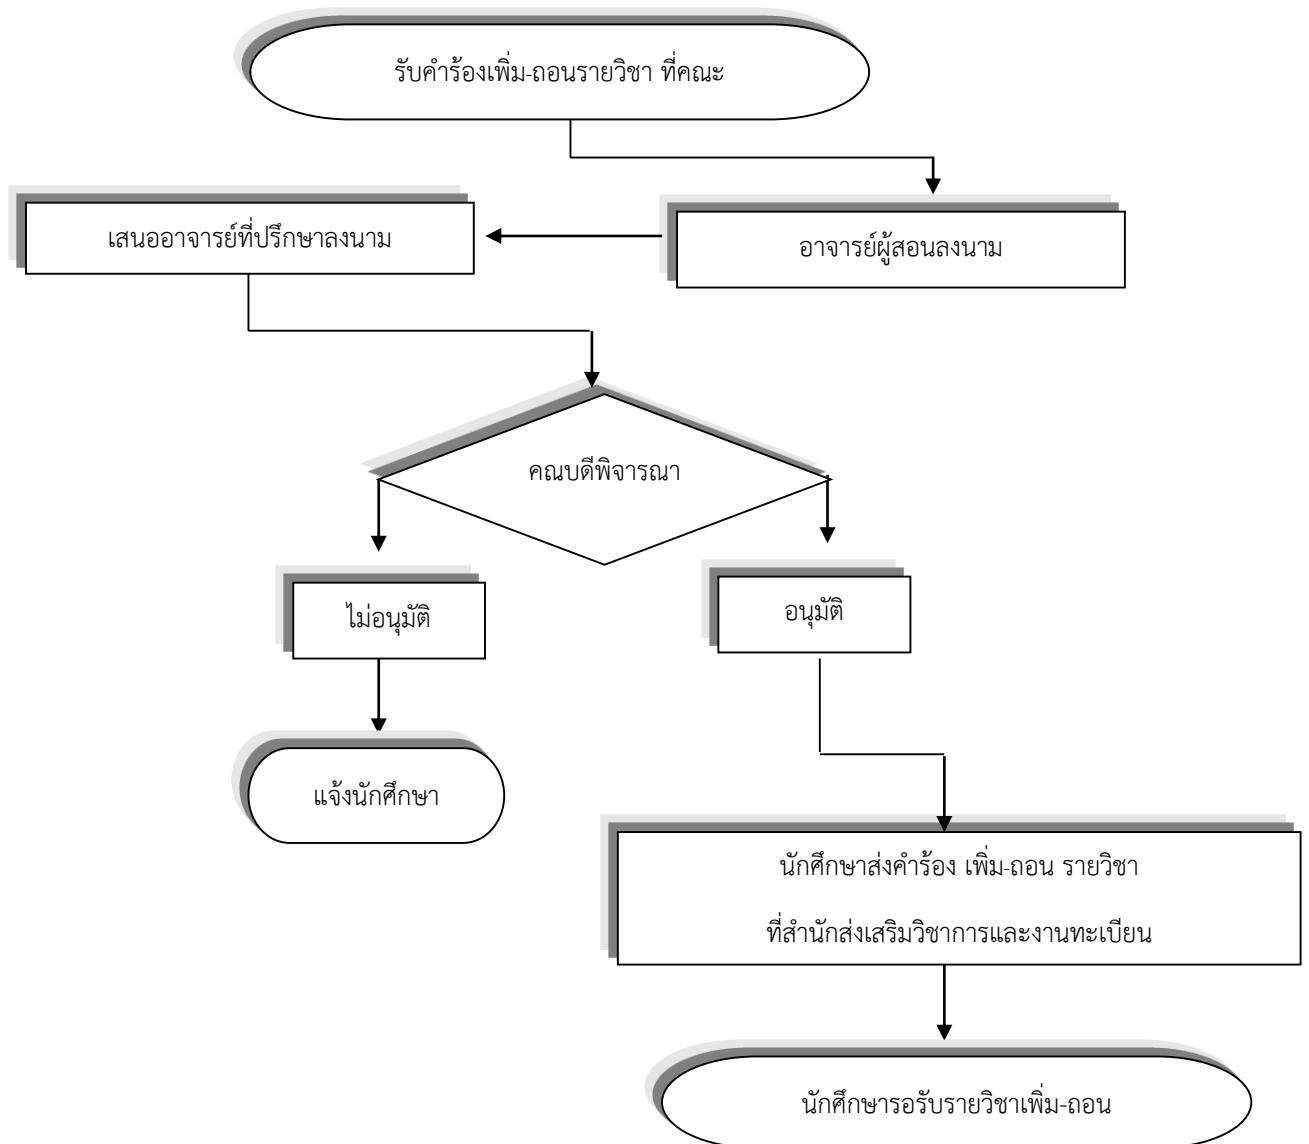 รับคำร้องเพิ่ม-ถอนรายวิชา ที่คณะ
อาจารย์ผู้สอนลงนาม
เสนออาจารย์ที่ปรึกษาลงนาม
คณบดีพิจารณา
ไม่อนุมัติ
อนุมัติ
แจ้งนักศึกษา
นักศึกษาส่งคำร้อง เพิ่ม-ถอน รายวิชา
ที่สำนักส่งเสริมวิชาการและงานทะเบียน
นักศึกษารอรับรายวิชาเพิ่ม-ถอน